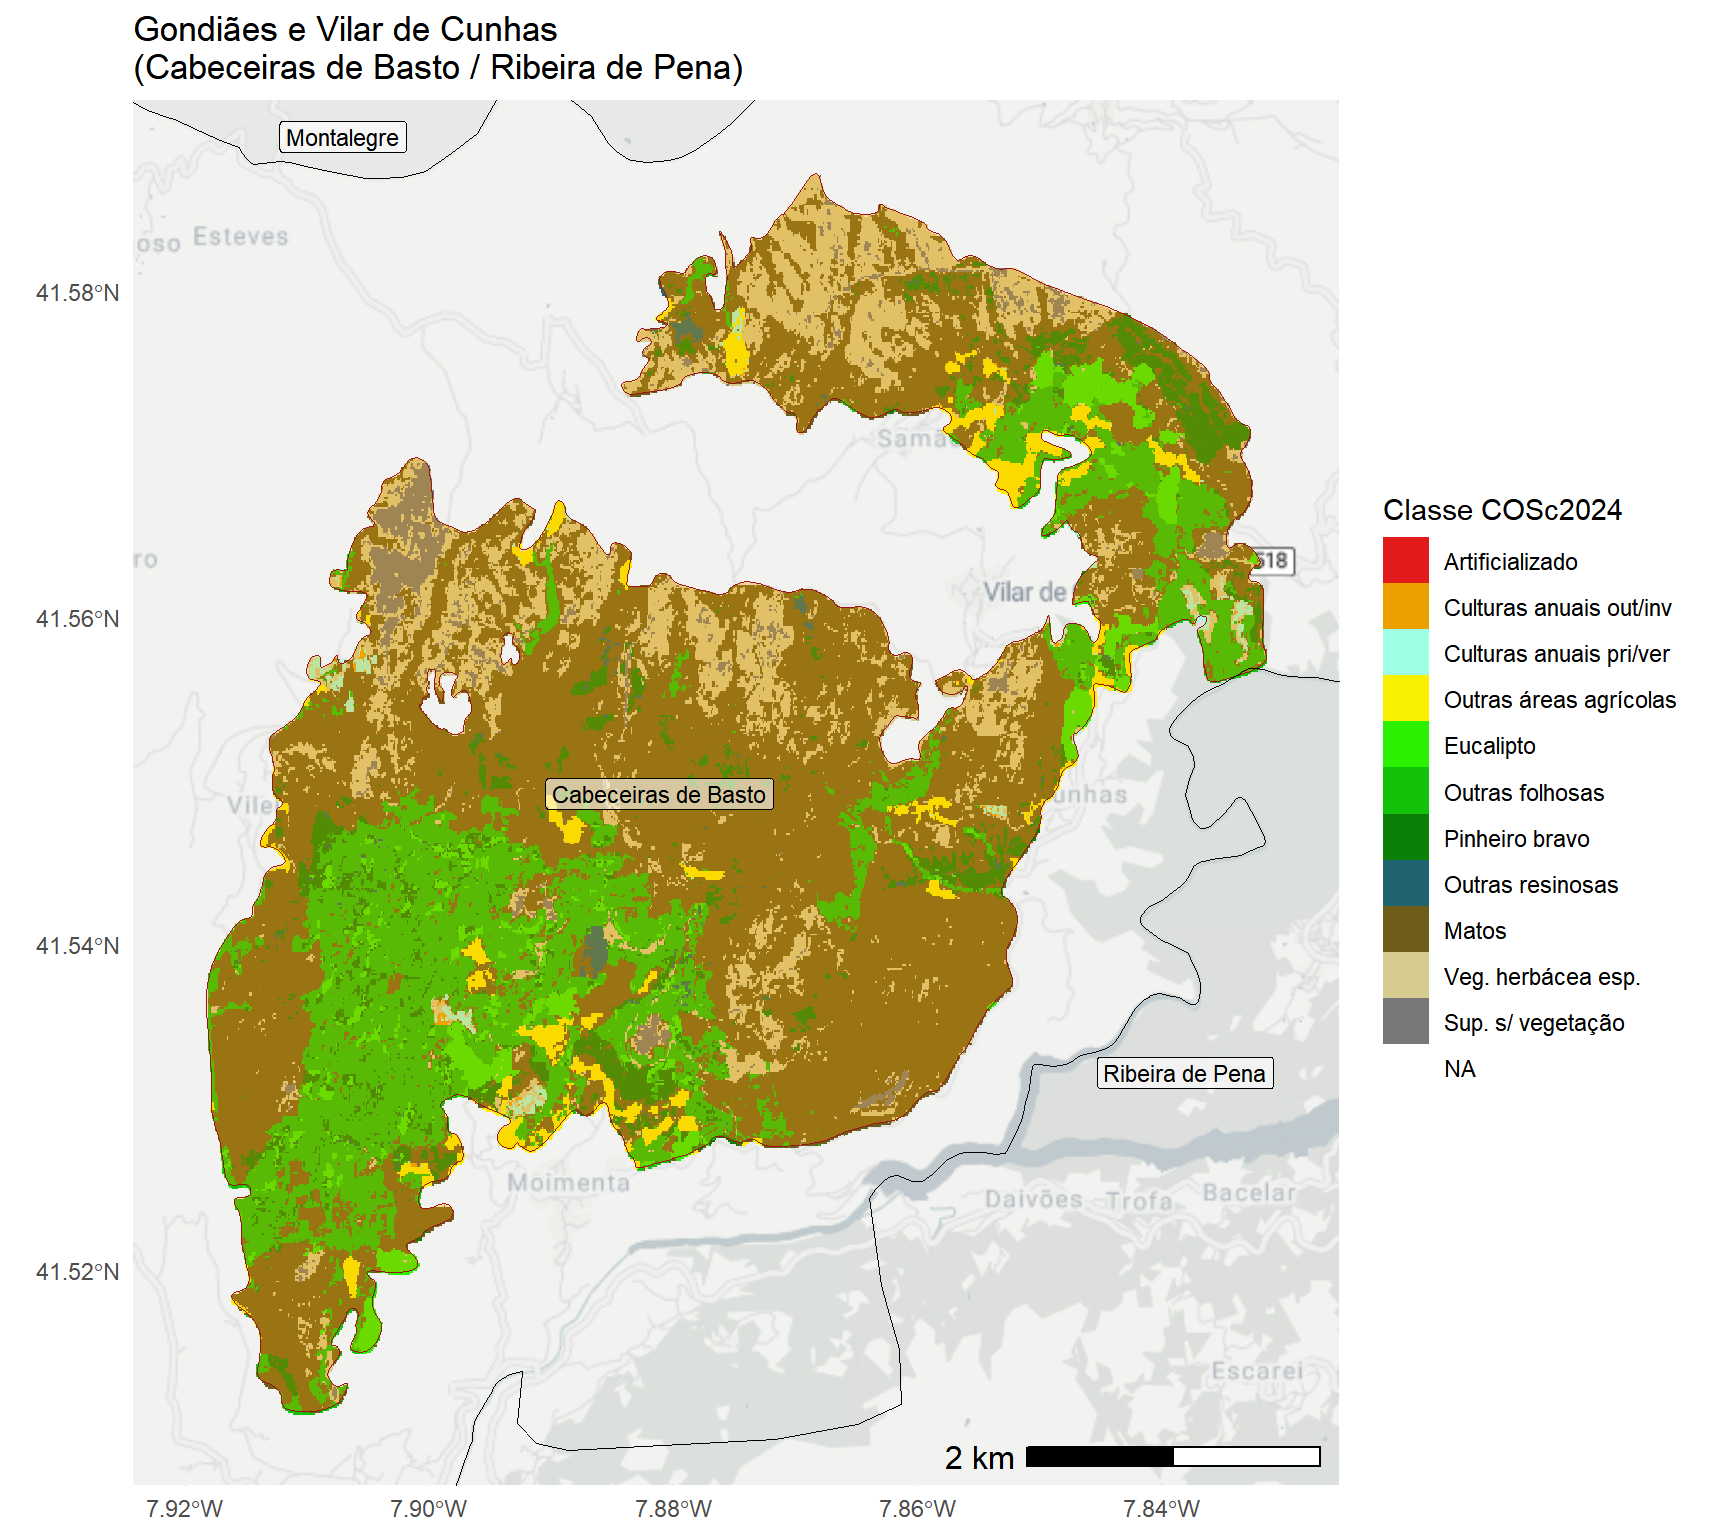 Gondiães e Vilar de Cunhas
(Cabeceiras de Basto / Ribeira de Pena)
Montalegre
oso Esteves
41.58°N
Samã
ro
518
Vilar de
41.56°N
Cabeceiras de Basto
Vile
unhas
41.54°N
Ribeira de Pena
Moimenta
Daivões
Trofa
Bacelar
41.52°N
Escarei
2 km
7.92°W
7.90°W
7.88°W
7.86°W
7.84°W
Classe COSc2024
Artificializado
Culturas anuais out/inv
Culturas anuais pri/ver
Outras áreas agrícolas
Eucalipto
Outras folhosas
Pinheiro bravo
Outras resinosas
Matos
Veg. herbácea esp.
Sup. s/ vegetação
NA